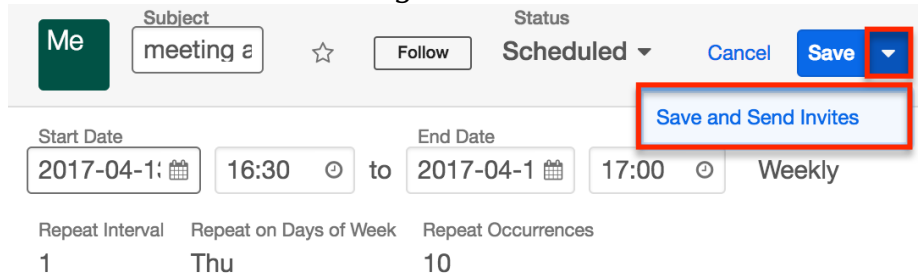 Subject
Status
Me
meeting a
Follow
Scheduled
Cancel
Save
Save and Send Invites
Start Date
End Date
2017-04-1
16:30
to
2017-04-1
17:00
Weekly
Repeat Interval
Repeat on Days of Week
Repeat Occurrences
1
Thu
10